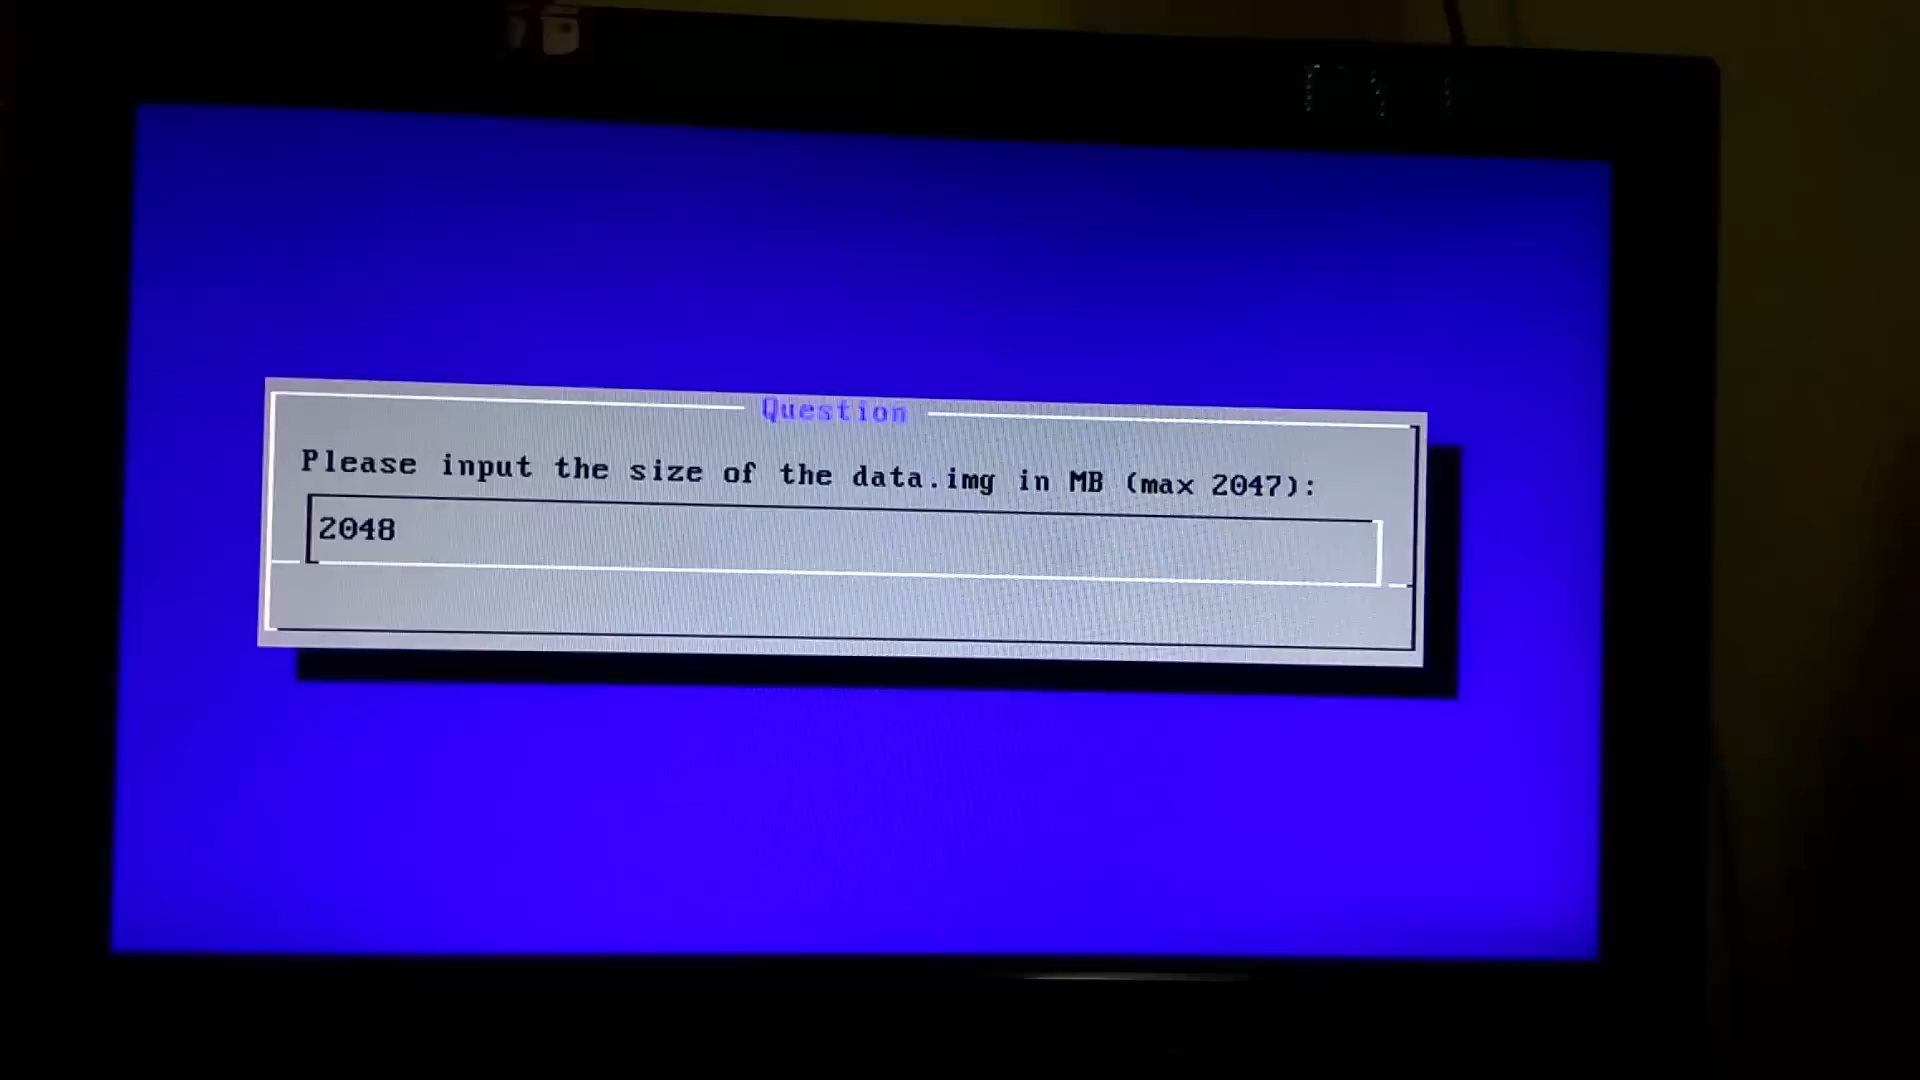 Question
Please input the size of the data.img in MB (max 2047):
2048